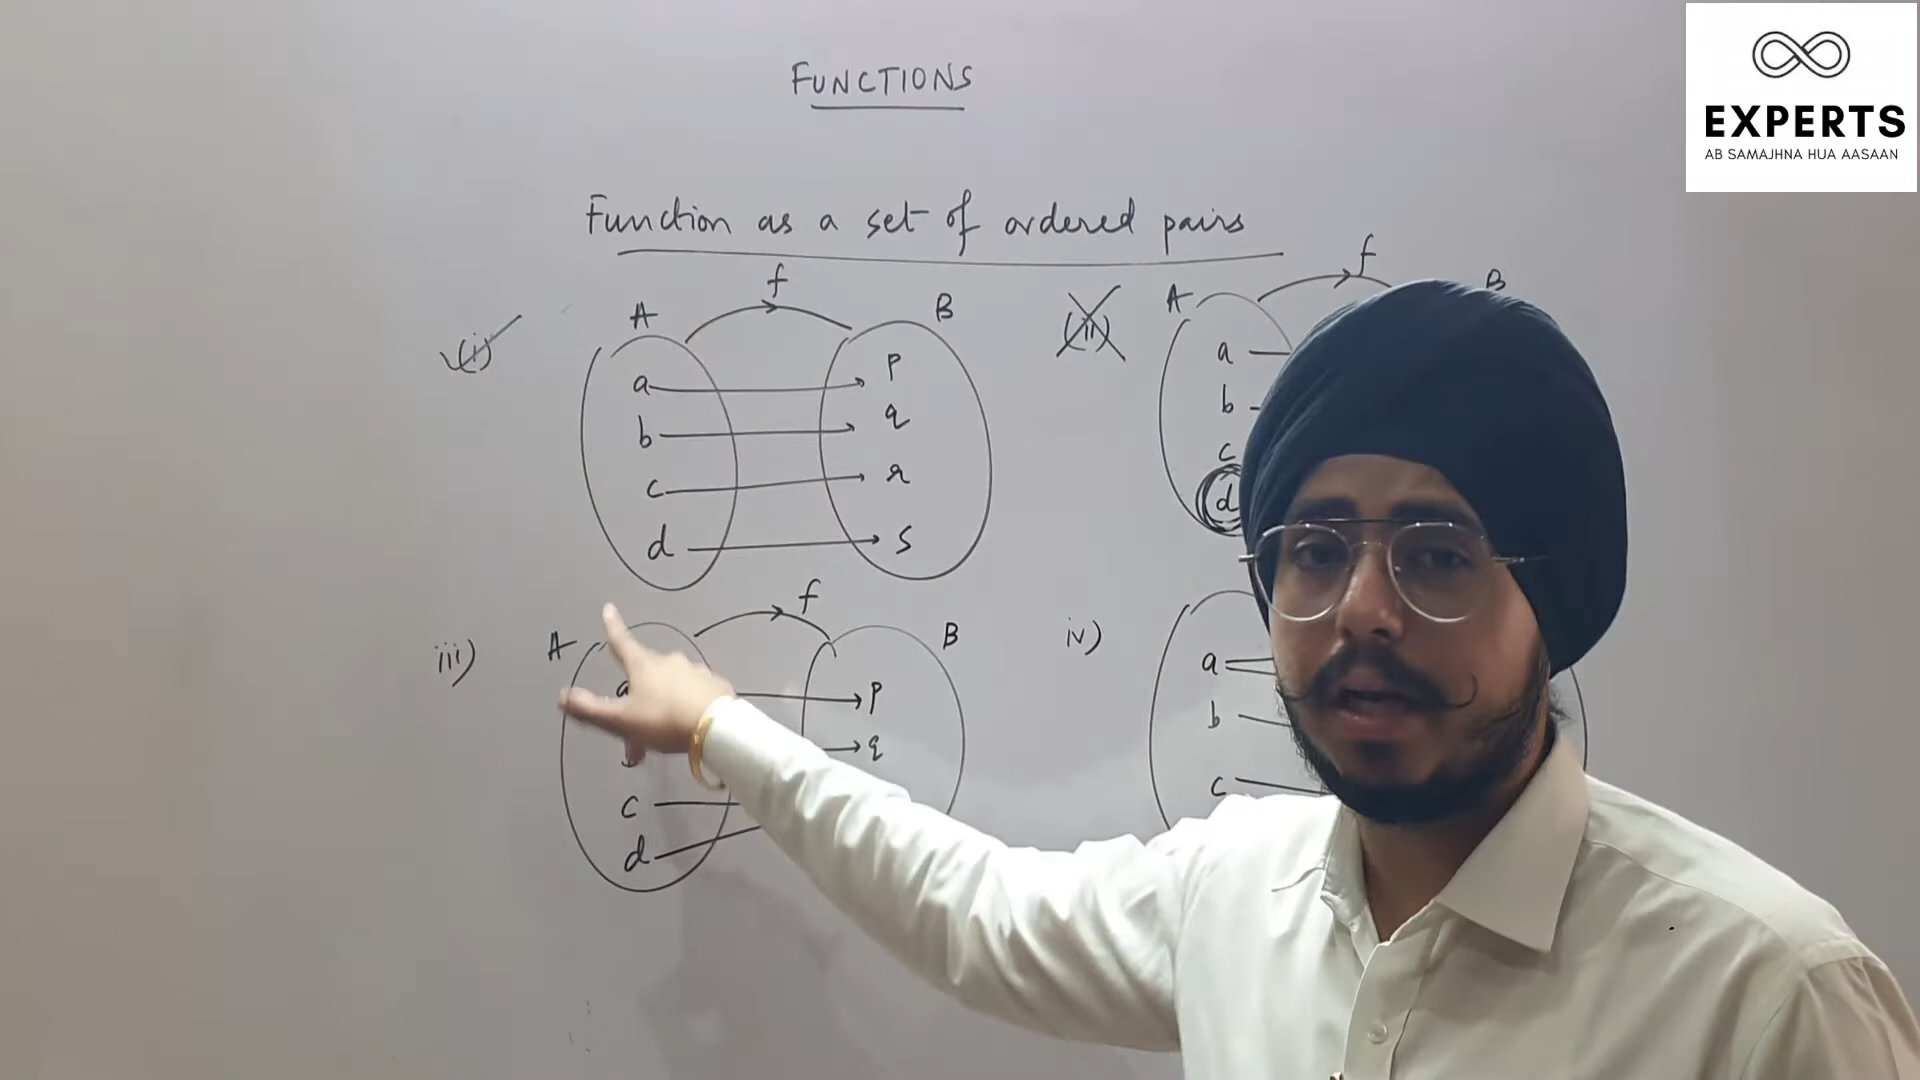 FUNCTIONS
EXPERTS
AB SAMAJHNA HUA AASAAN
Function as a set of ordered pairs
(i) A f B
a p
b q
c r
d s
(ii) A f B
a
b
c
d
iii) A f B
a p
b q
c
d
iv)
a
b
c